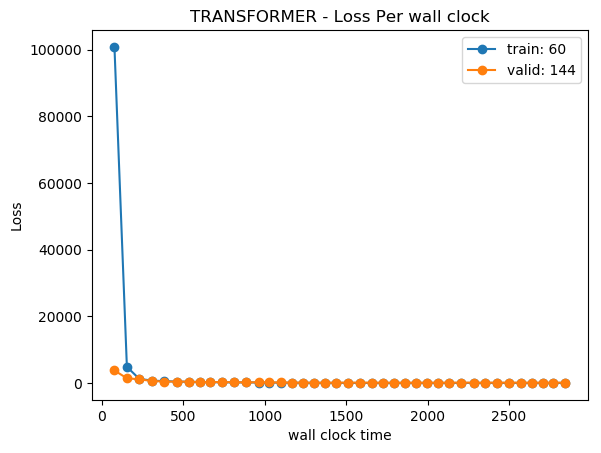 TRANSFORMER - Loss Per wall clock
100000
80000
60000
40000
20000
0
Loss
train: 60
valid: 144
0
500
1000
1500
2000
2500
wall clock time